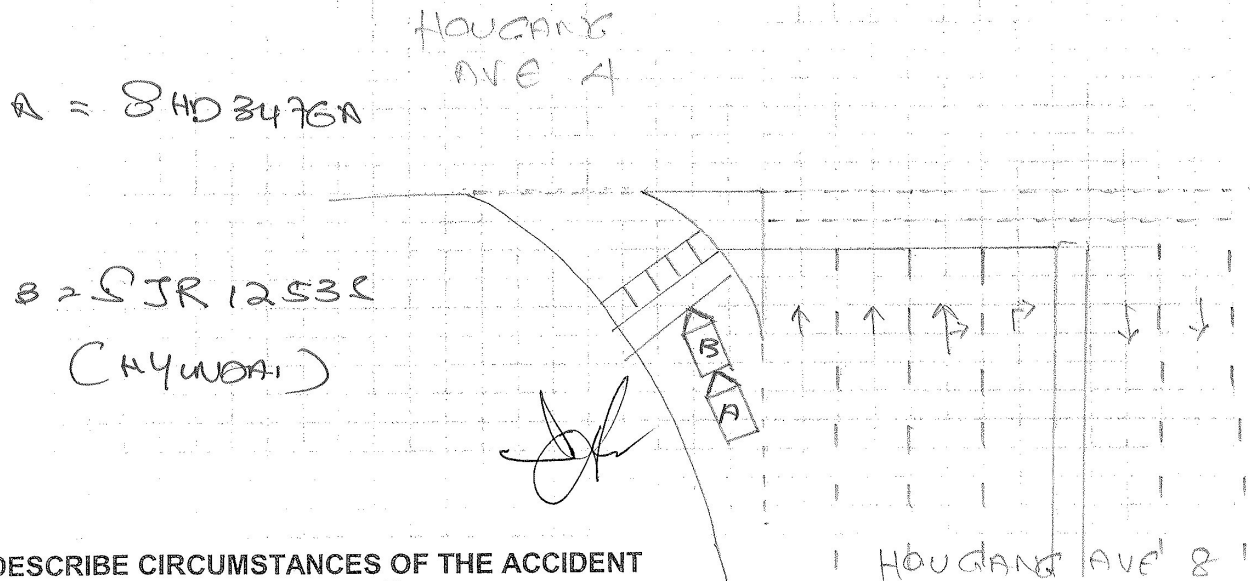 HOUGANG
AVE 4
A = SHD3476A
B = SJR1253S
(HYUNDAI)
B
A
DESCRIBE CIRCUMSTANCES OF THE ACCIDENT
HOUGANG AVE 8